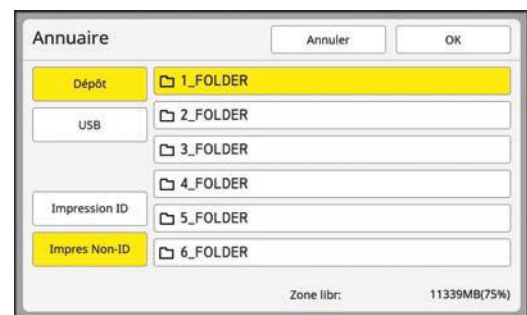 Annuaire
Annuler
OK
Dépôt
USB
Impression ID
Impres Non-ID
1_FOLDER
2_FOLDER
3_FOLDER
4_FOLDER
5_FOLDER
6_FOLDER
Zone libr: 11339MB(75%)